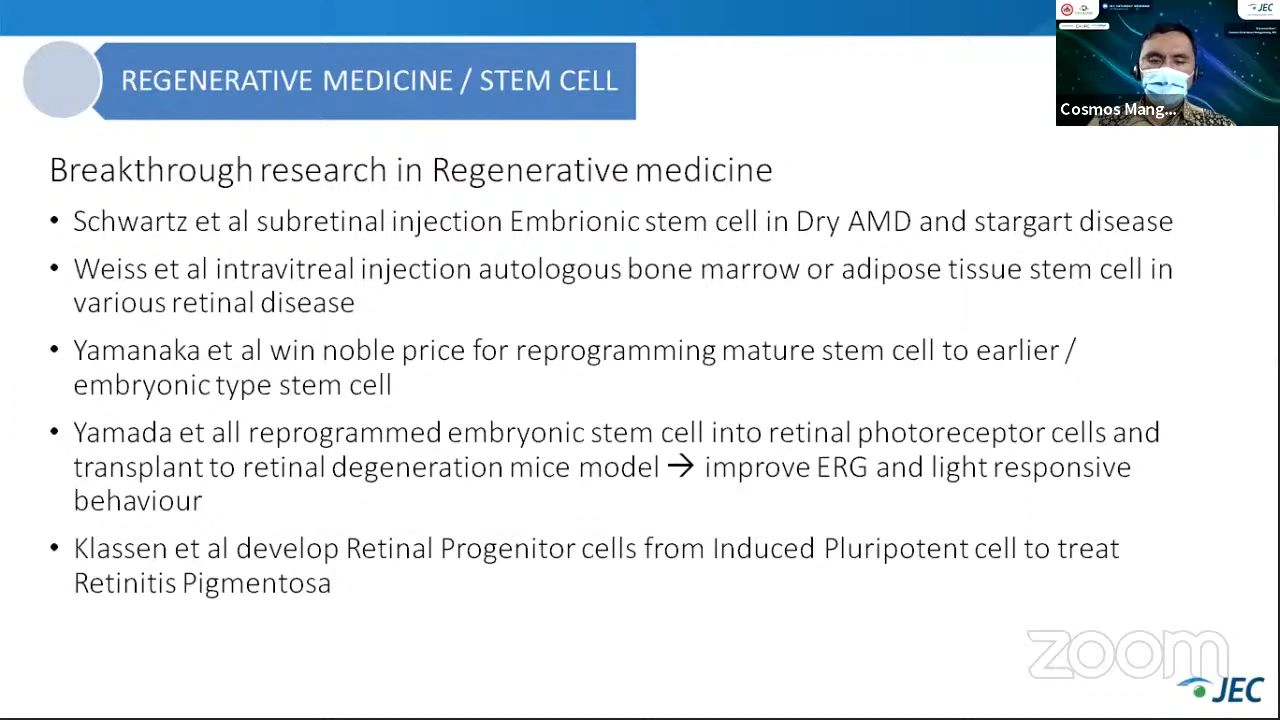 REGENERATIVE MEDICINE / STEM CELL
JEC SATURDAY SEMINAR
JEC
Cosmos Mang...
Breakthrough research in Regenerative medicine
• Schwartz et al subretinal injection Embrionic stem cell in Dry AMD and stargart disease
• Weiss et al intravitreal injection autologous bone marrow or adipose tissue stem cell in
various retinal disease
• Yamanaka et al win noble price for reprogramming mature stem cell to earlier /
embryonic type stem cell
• Yamada et all reprogrammed embryonic stem cell into retinal photoreceptor cells and
transplant to retinal degeneration mice model → improve ERG and light responsive
behaviour
• Klassen et al develop Retinal Progenitor cells from Induced Pluripotent cell to treat
Retinitis Pigmentosa
zoom
JEC